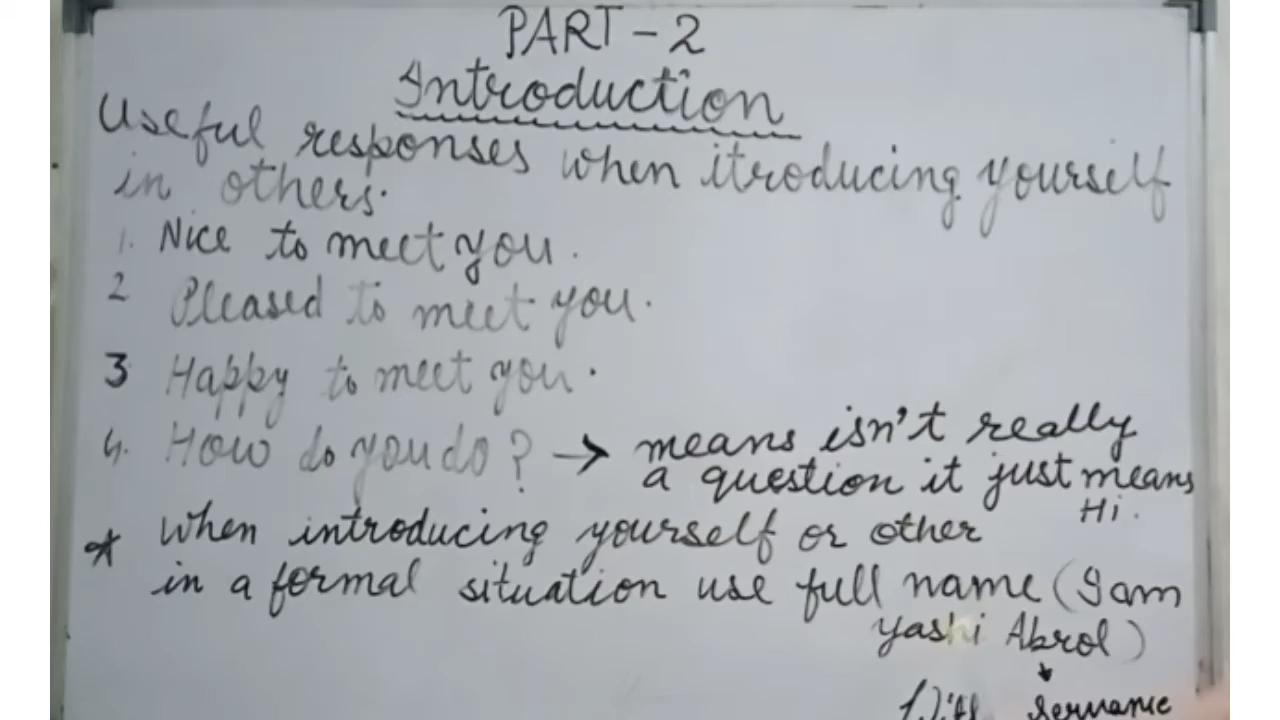 PART-2
Introduction
Useful responses when itroducing yourself
in others.
1. Nice to meet you.
2 Pleased to meet you.
3 Happy to meet you.
4. How do you do? → means isn't really
a question it just means
Hi.
* When introducing yourself or other
in a formal situation use full name (I am
Yashi Abrol)
↓